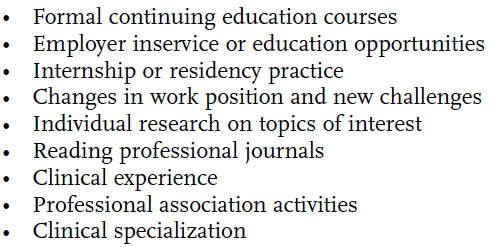 • Formal continuing education courses
• Employer inservice or education opportunities
• Internship or residency practice
• Changes in work position and new challenges
• Individual research on topics of interest
• Reading professional journals
• Clinical experience
• Professional association activities
• Clinical specialization